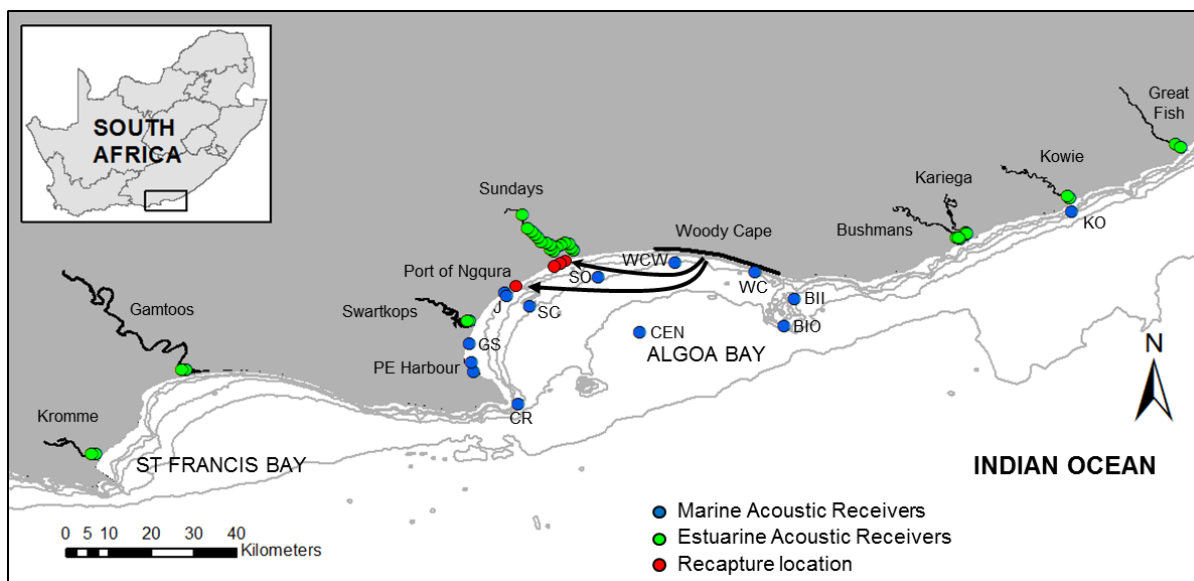 SOUTH
AFRICA
Great
Fish
Kowie
Kariega
Sundays
KO
Bushmans
Woody Cape
WCW
Port of Ngqura
SO
WC
Gamtoos
J
BII
Swartkops
SC
BIO
CEN
GS
ALGOA BAY
N
PE Harbour
CR
Kromme
ST FRANCIS BAY
INDIAN OCEAN
Marine Acoustic Receivers
0 5 10 20 30 40
Estuarine Acoustic Receivers
Kilometers
Recapture location